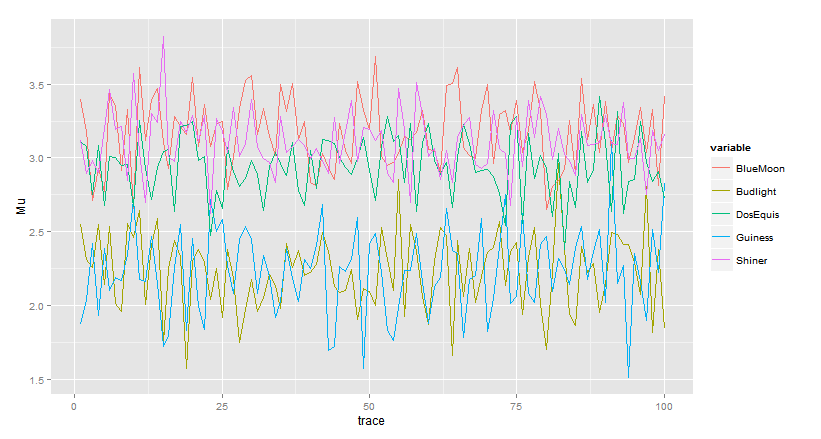 Mu
3.5
3.0
2.5
2.0
1.5
0
25
50
75
100
trace
variable
BlueMoon
Budlight
DosEquis
Guiness
Shiner